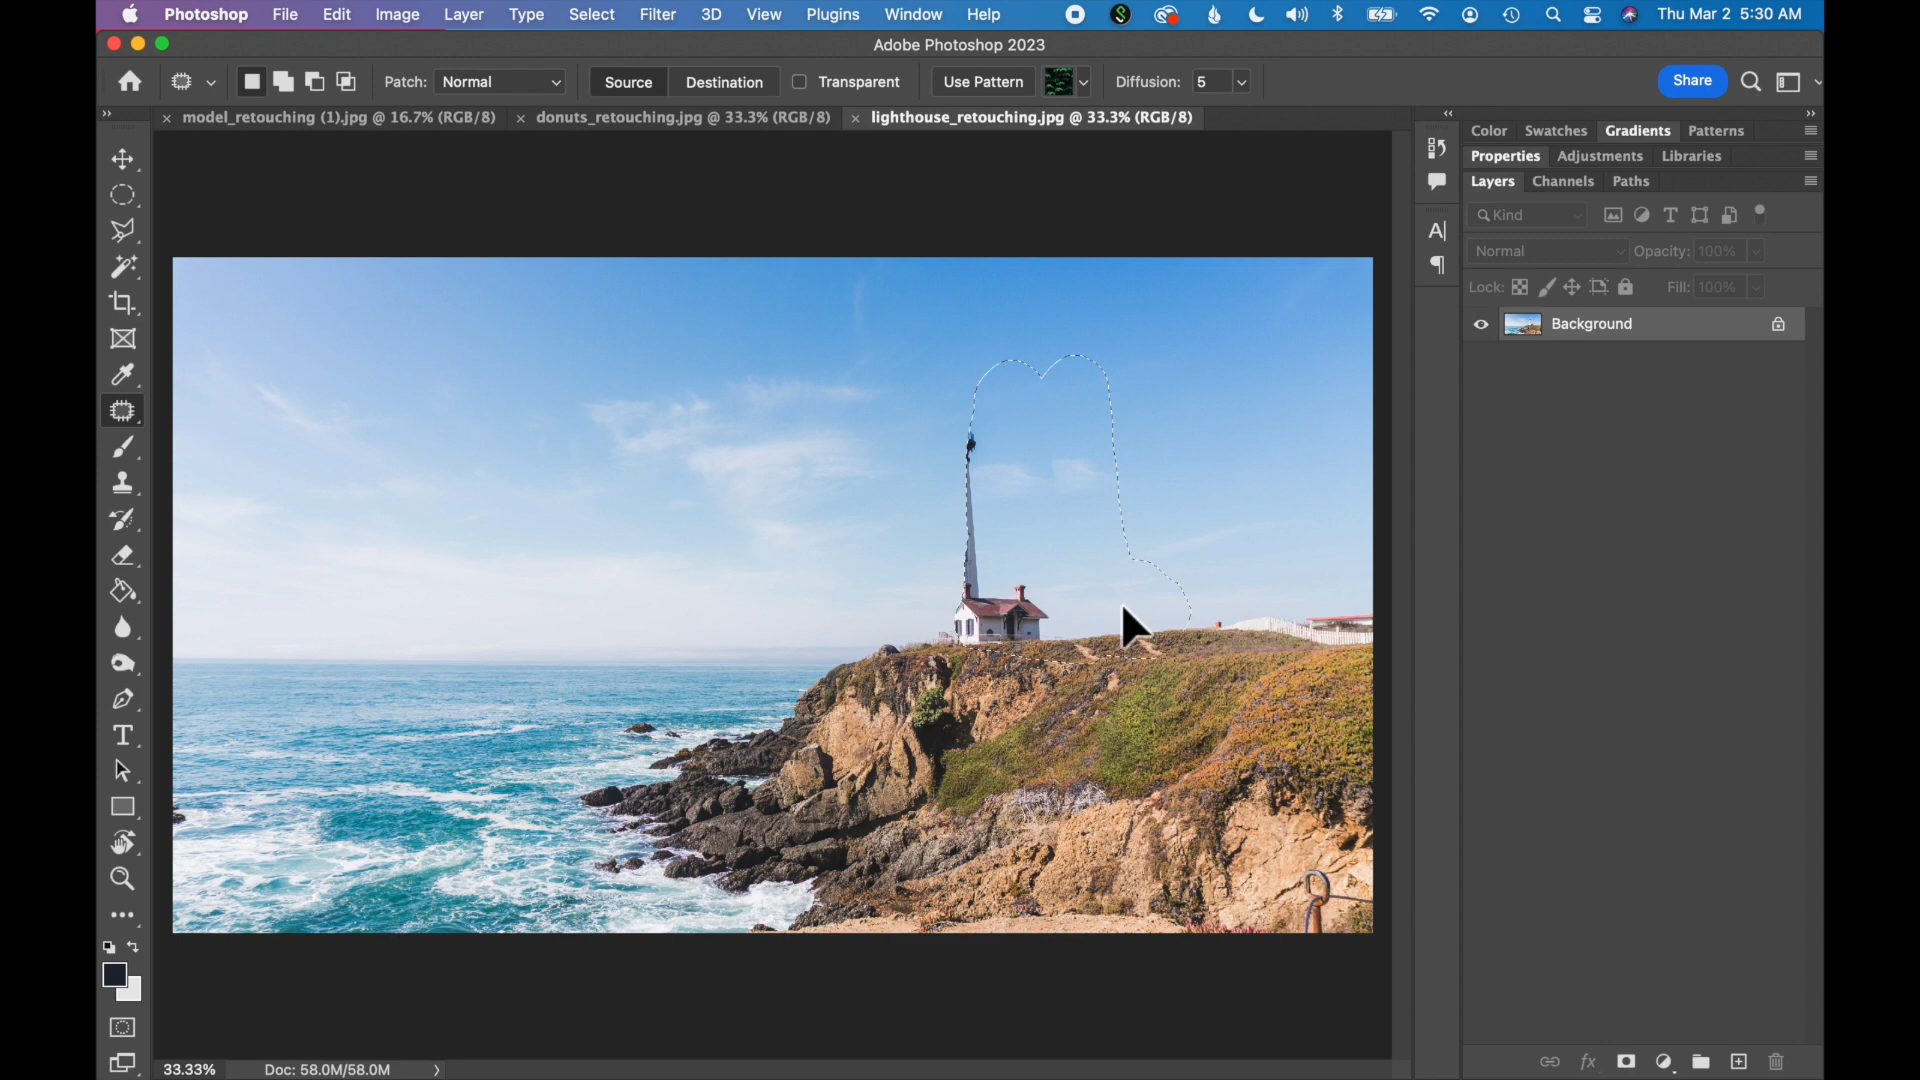 Photoshop File Edit Image Layer Type Select Filter 3D View Plugins Window Help Thu Mar 2 5:30 AM
Adobe Photoshop 2023
Patch: Normal Source Destination Transparent Use Pattern Diffusion: 5 Share
model_retouching (1).jpg @ 16.7% (RGB/8) donuts_retouching.jpg @ 33.3% (RGB/8) lighthouse_retouching.jpg @ 33.3% (RGB/8)
Color Swatches Gradients Patterns
Properties Adjustments Libraries
Layers Channels Paths
Kind
Normal Opacity: 100%
Lock: Fill: 100%
Background
33.33% Doc: 58.0M/58.0M